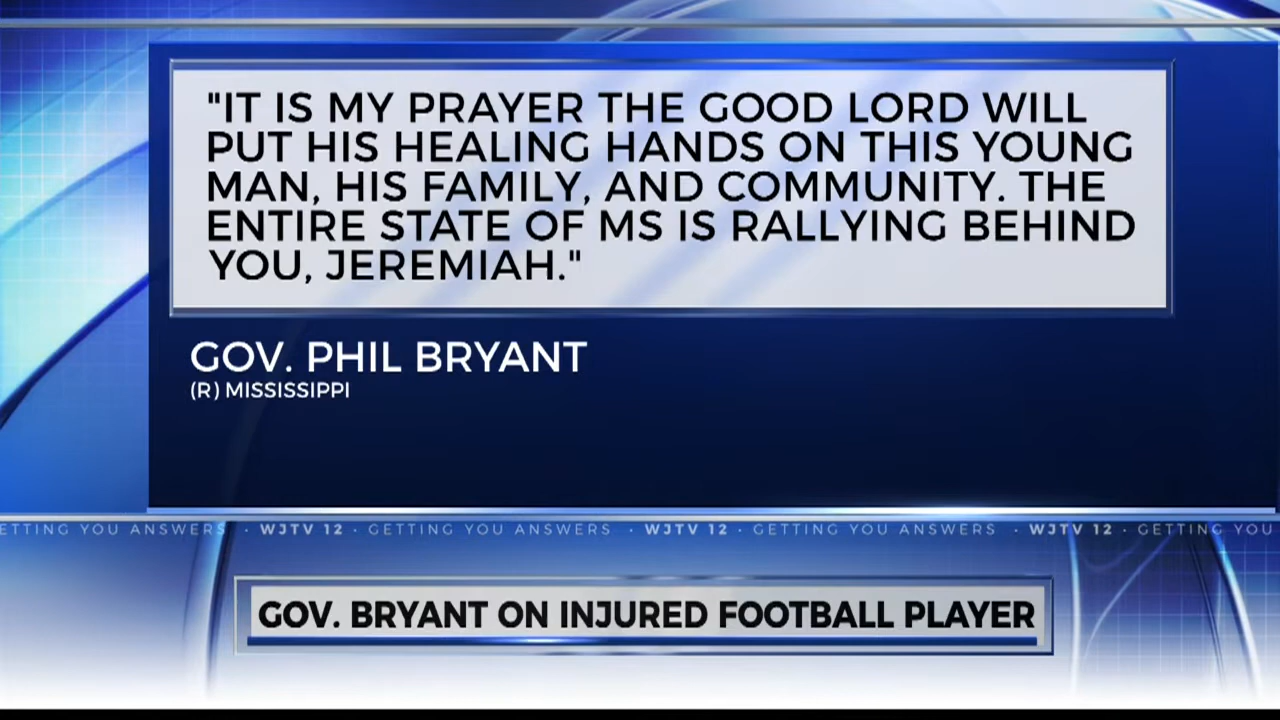 "IT IS MY PRAYER THE GOOD LORD WILL
PUT HIS HEALING HANDS ON THIS YOUNG
MAN, HIS FAMILY, AND COMMUNITY. THE
ENTIRE STATE OF MS IS RALLYING BEHIND
YOU, JEREMIAH."
GOV. PHIL BRYANT
(R) MISSISSIPPI
ETTING YOU ANSWERS · WJTV 12 · GETTING YOU ANSWERS · WJTV 12 · GETTING YOU ANSWERS · WJTV 12 · GETTING YOU
GOV. BRYANT ON INJURED FOOTBALL PLAYER